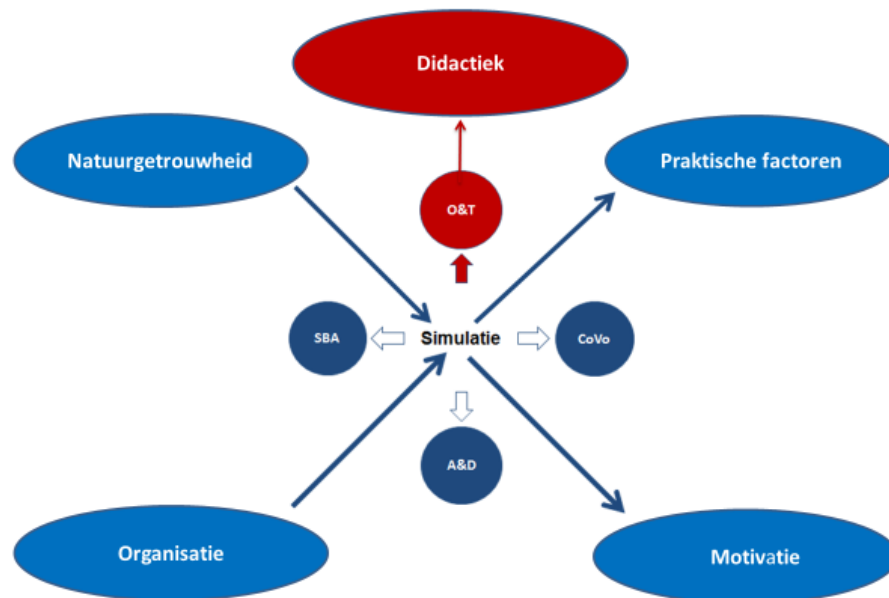 Didactiek
Natuurgetrouwheid
Praktische factoren
O&T
SBA
Simulatie
CoVo
A&D
Organisatie
Motivatie